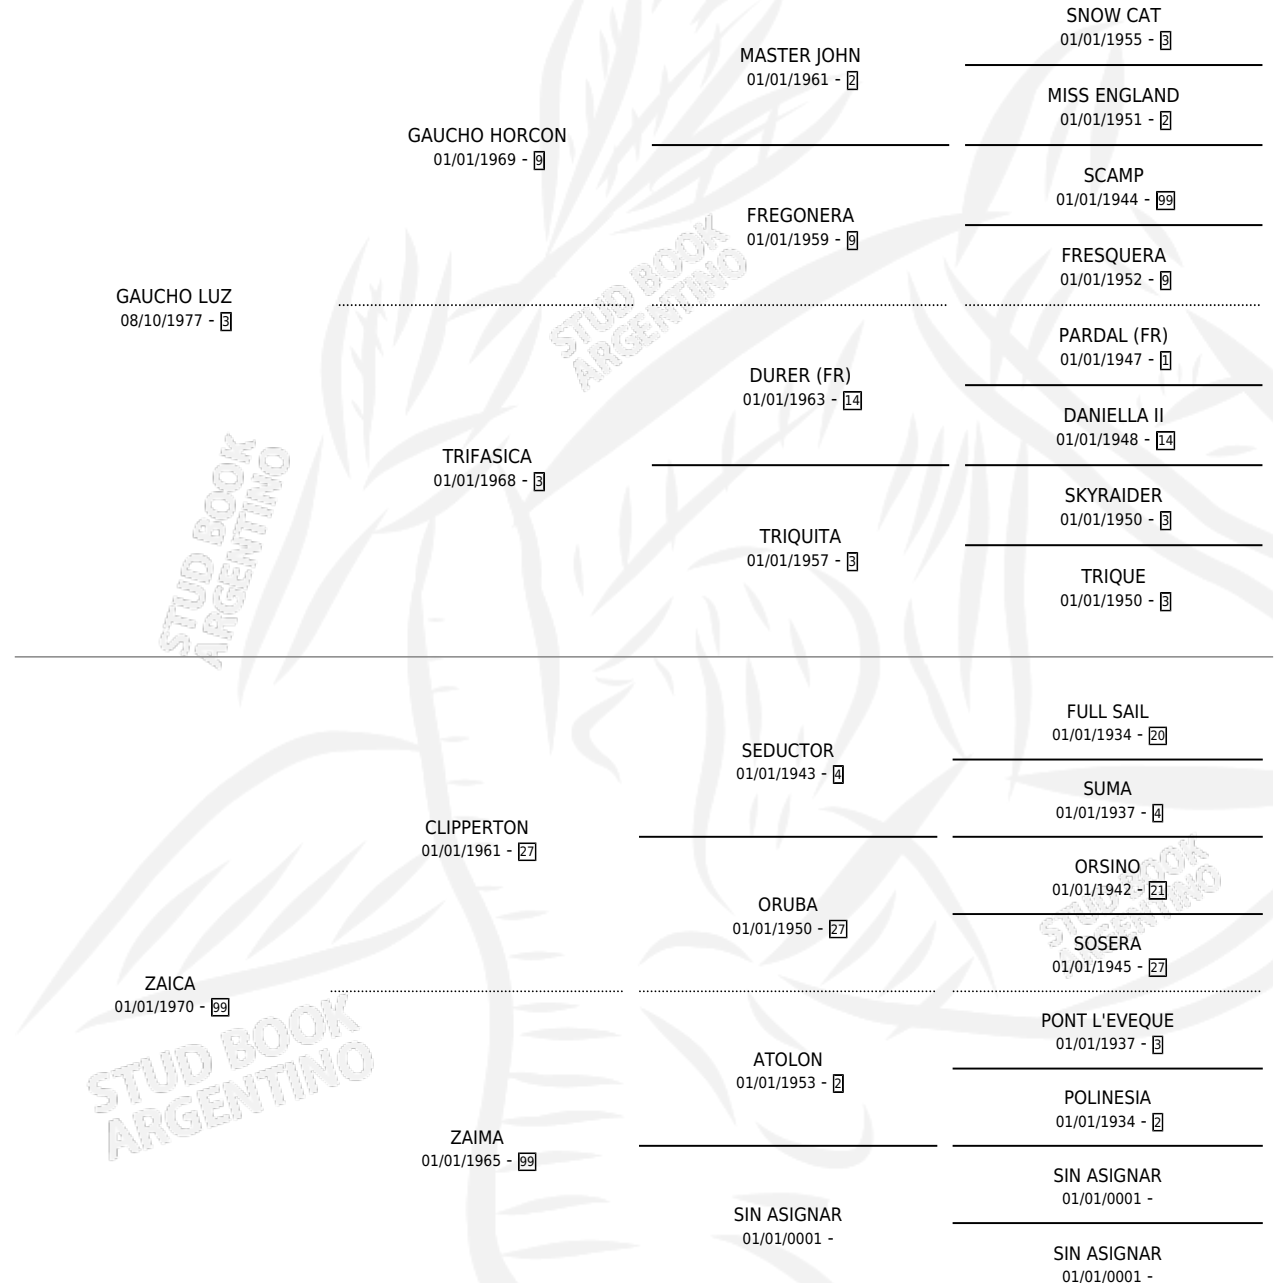 SNOW CAT
01/01/1955 - 3
MASTER JOHN
01/01/1961 - 2
MISS ENGLAND
01/01/1951 - 2
GAUCHO HORCON
01/01/1969 - 9
SCAMP
01/01/1944 - 99
FREGONERA
01/01/1959 - 9
FRESQUERA
01/01/1952 - 9
GAUCHO LUZ
08/10/1977 - 3
STUD BOOK
ARGENTINO
PARDAL (FR)
01/01/1947 - 1
DURER (FR)
01/01/1963 - 14
DANIELLA II
01/01/1948 - 14
TRIFASICA
01/01/1968 - 3
SKYRAIDER
01/01/1950 - 3
TRIQUITA
01/01/1957 - 3
TRIQUE
01/01/1950 - 3
STUD BOOK
ARGENTINO
FULL SAIL
01/01/1934 - 20
SEDUCTOR
01/01/1943 - 4
SUMA
01/01/1937 - 4
CLIPPERTON
01/01/1961 - 27
ORSINO
01/01/1942 - 21
ORUBA
01/01/1950 - 27
SOSERA
01/01/1945 - 27
STUD BOOK
ARGENTINO
ZAICA
01/01/1970 - 99
PONT L'EVEQUE
01/01/1937 - 3
ATOLON
01/01/1953 - 2
POLINESIA
01/01/1934 - 2
STUD BOOK
ARGENTINO
ZAIMA
01/01/1965 - 99
SIN ASIGNAR
01/01/0001 -
SIN ASIGNAR
01/01/0001 -
SIN ASIGNAR
01/01/0001 -